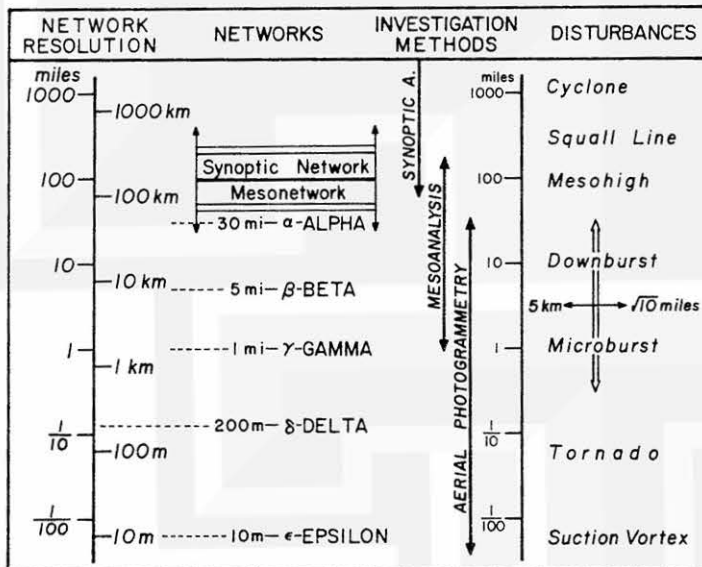 NETWORK RESOLUTION
NETWORKS
INVESTIGATION METHODS
DISTURBANCES
miles
1000
1000 km
100
100 km
10
10 km
1
1 km
1/10
100 m
1/100
10 m
Synoptic Network
Mesonetwork
30 mi — α-ALPHA
5 mi — β-BETA
1 mi — γ-GAMMA
200m — δ-DELTA
10m — ϵ-EPSILON
SYNOPTIC A.
MESOANALYSIS
AERIAL PHOTOGRAMMETRY
miles
1000
100
10
1
1/10
1/100
Cyclone
Squall Line
Mesohigh
Downburst
5 km
√10 miles
Microburst
Tornado
Suction Vortex